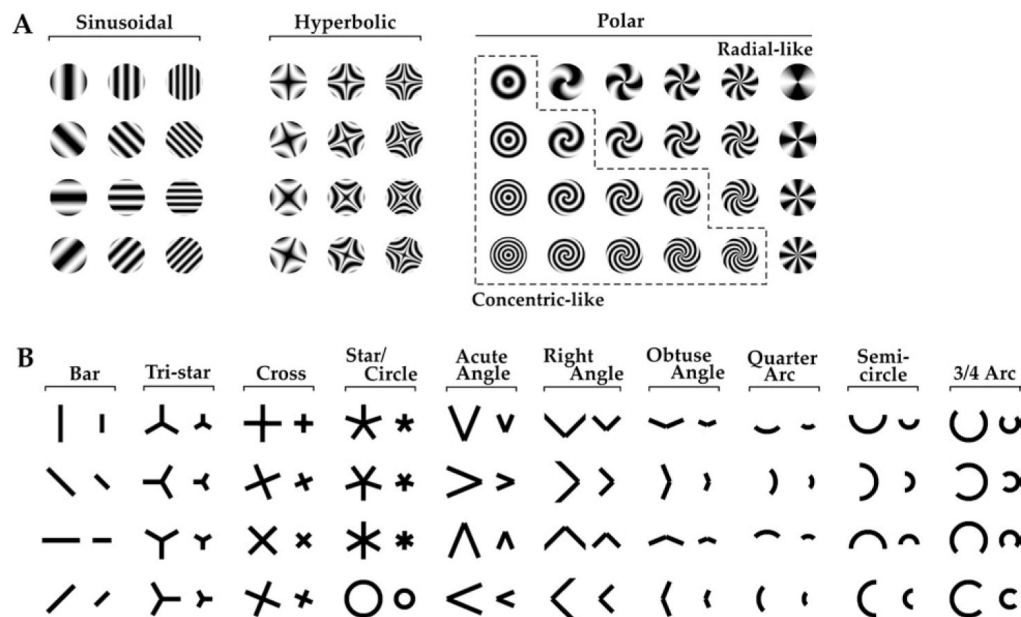 A
Sinusoidal
Hyperbolic
Polar
Radial-like
Concentric-like
B
Bar
Tri-star
Cross
Star/
Circle
Acute
Angle
Right
Angle
Obtuse
Angle
Quarter
Arc
Semi-
circle
3/4 Arc